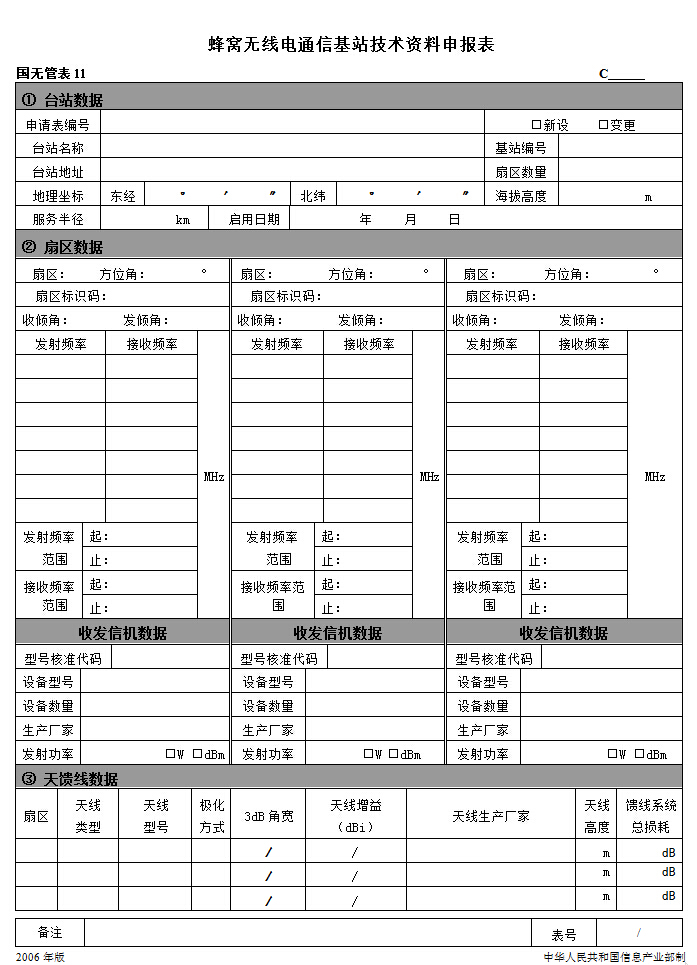 蜂窝无线电通信基站技术资料申报表
国无管表 11 C_____
① 台站数据
申请表编号 □新设 □变更
台站名称 基站编号
台站地址 扇区数量
地理坐标 东经 ° ′ ″ 北纬 ° ′ ″ 海拔高度 m
服务半径 km 启用日期 年 月 日
② 扇区数据
扇区： 方位角： ° 扇区： 方位角： ° 扇区： 方位角： °
扇区标识码： 扇区标识码： 扇区标识码：
收倾角： 发倾角： 收倾角： 发倾角： 收倾角： 发倾角：
发射频率 接收频率 发射频率 接收频率 发射频率 接收频率
MHz MHz MHz
发射频率 起： 发射频率 起： 发射频率 起：
范围 止： 范围 止： 范围 止：
接收频率 起： 接收频率范 起： 接收频率范 起：
范围 止： 围 止： 围 止：
收发信机数据 收发信机数据 收发信机数据
型号核准代码 型号核准代码 型号核准代码
设备型号 设备型号 设备型号
设备数量 设备数量 设备数量
生产厂家 生产厂家 生产厂家
发射功率 □W □dBm 发射功率 □W □dBm 发射功率 □W □dBm
③ 天馈线数据
扇区 天线 天线 极化 3dB 角宽 天线增益 天线生产厂家 天线 馈线系统
类型 型号 方式 （dBi） 高度 总损耗
/ / m dB
/ / m dB
/ / m dB
备注 表号 /
2006 年版 中华人民共和国信息产业部制